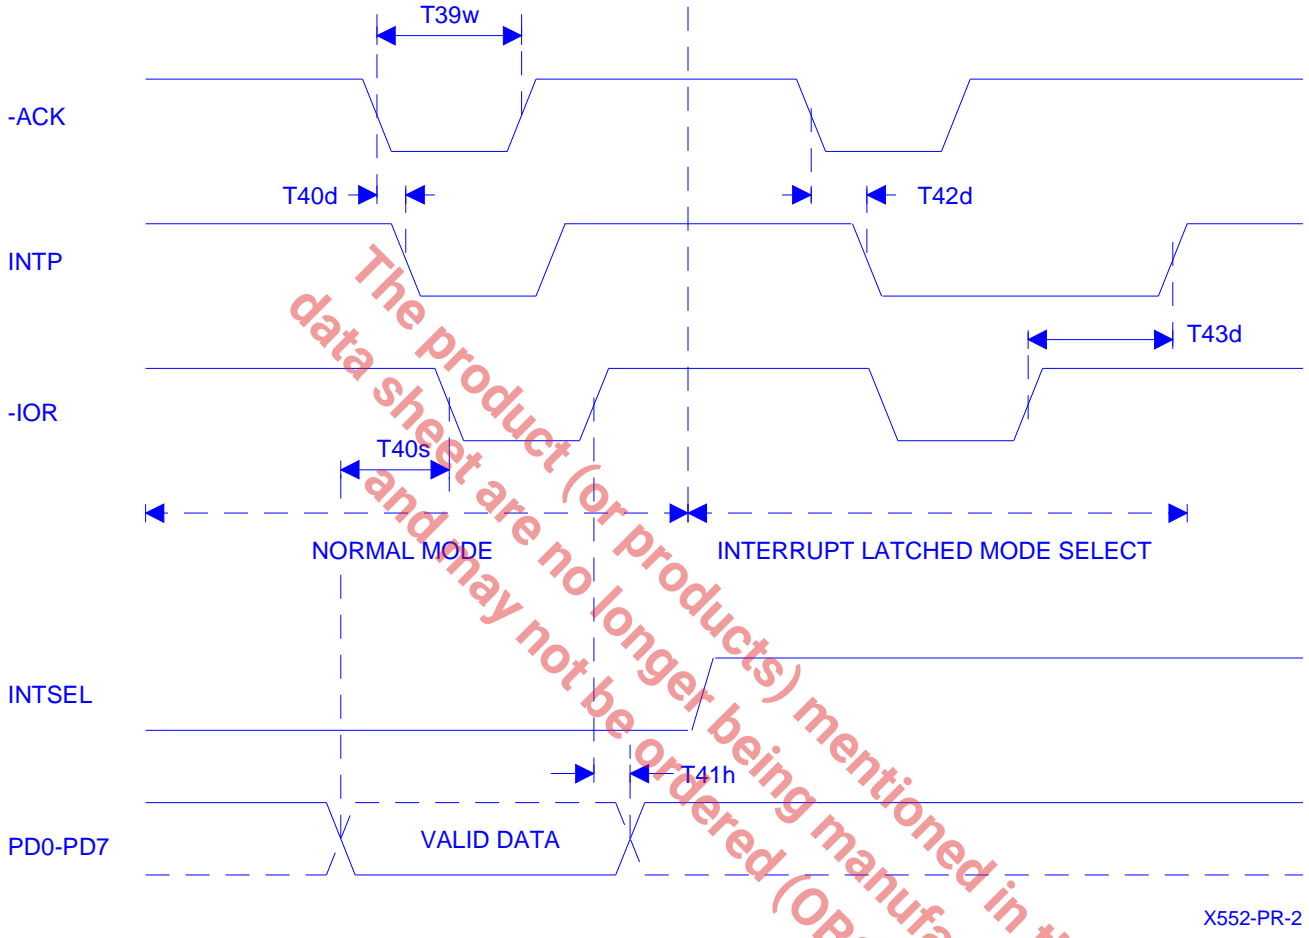 T39w
-ACK
T40d
T42d
INTP
T43d
-IOR
T40s
NORMAL MODE
INTERRUPT LATCHED MODE SELECT
INTSEL
T41h
PD0-PD7
VALID DATA
X552-PR-2
The product (or products) mentioned in
data sheet are no longer being
and may not be ordered